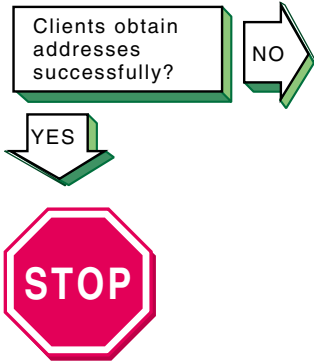 Clients obtain
addresses
successfully?
NO
YES
STOP